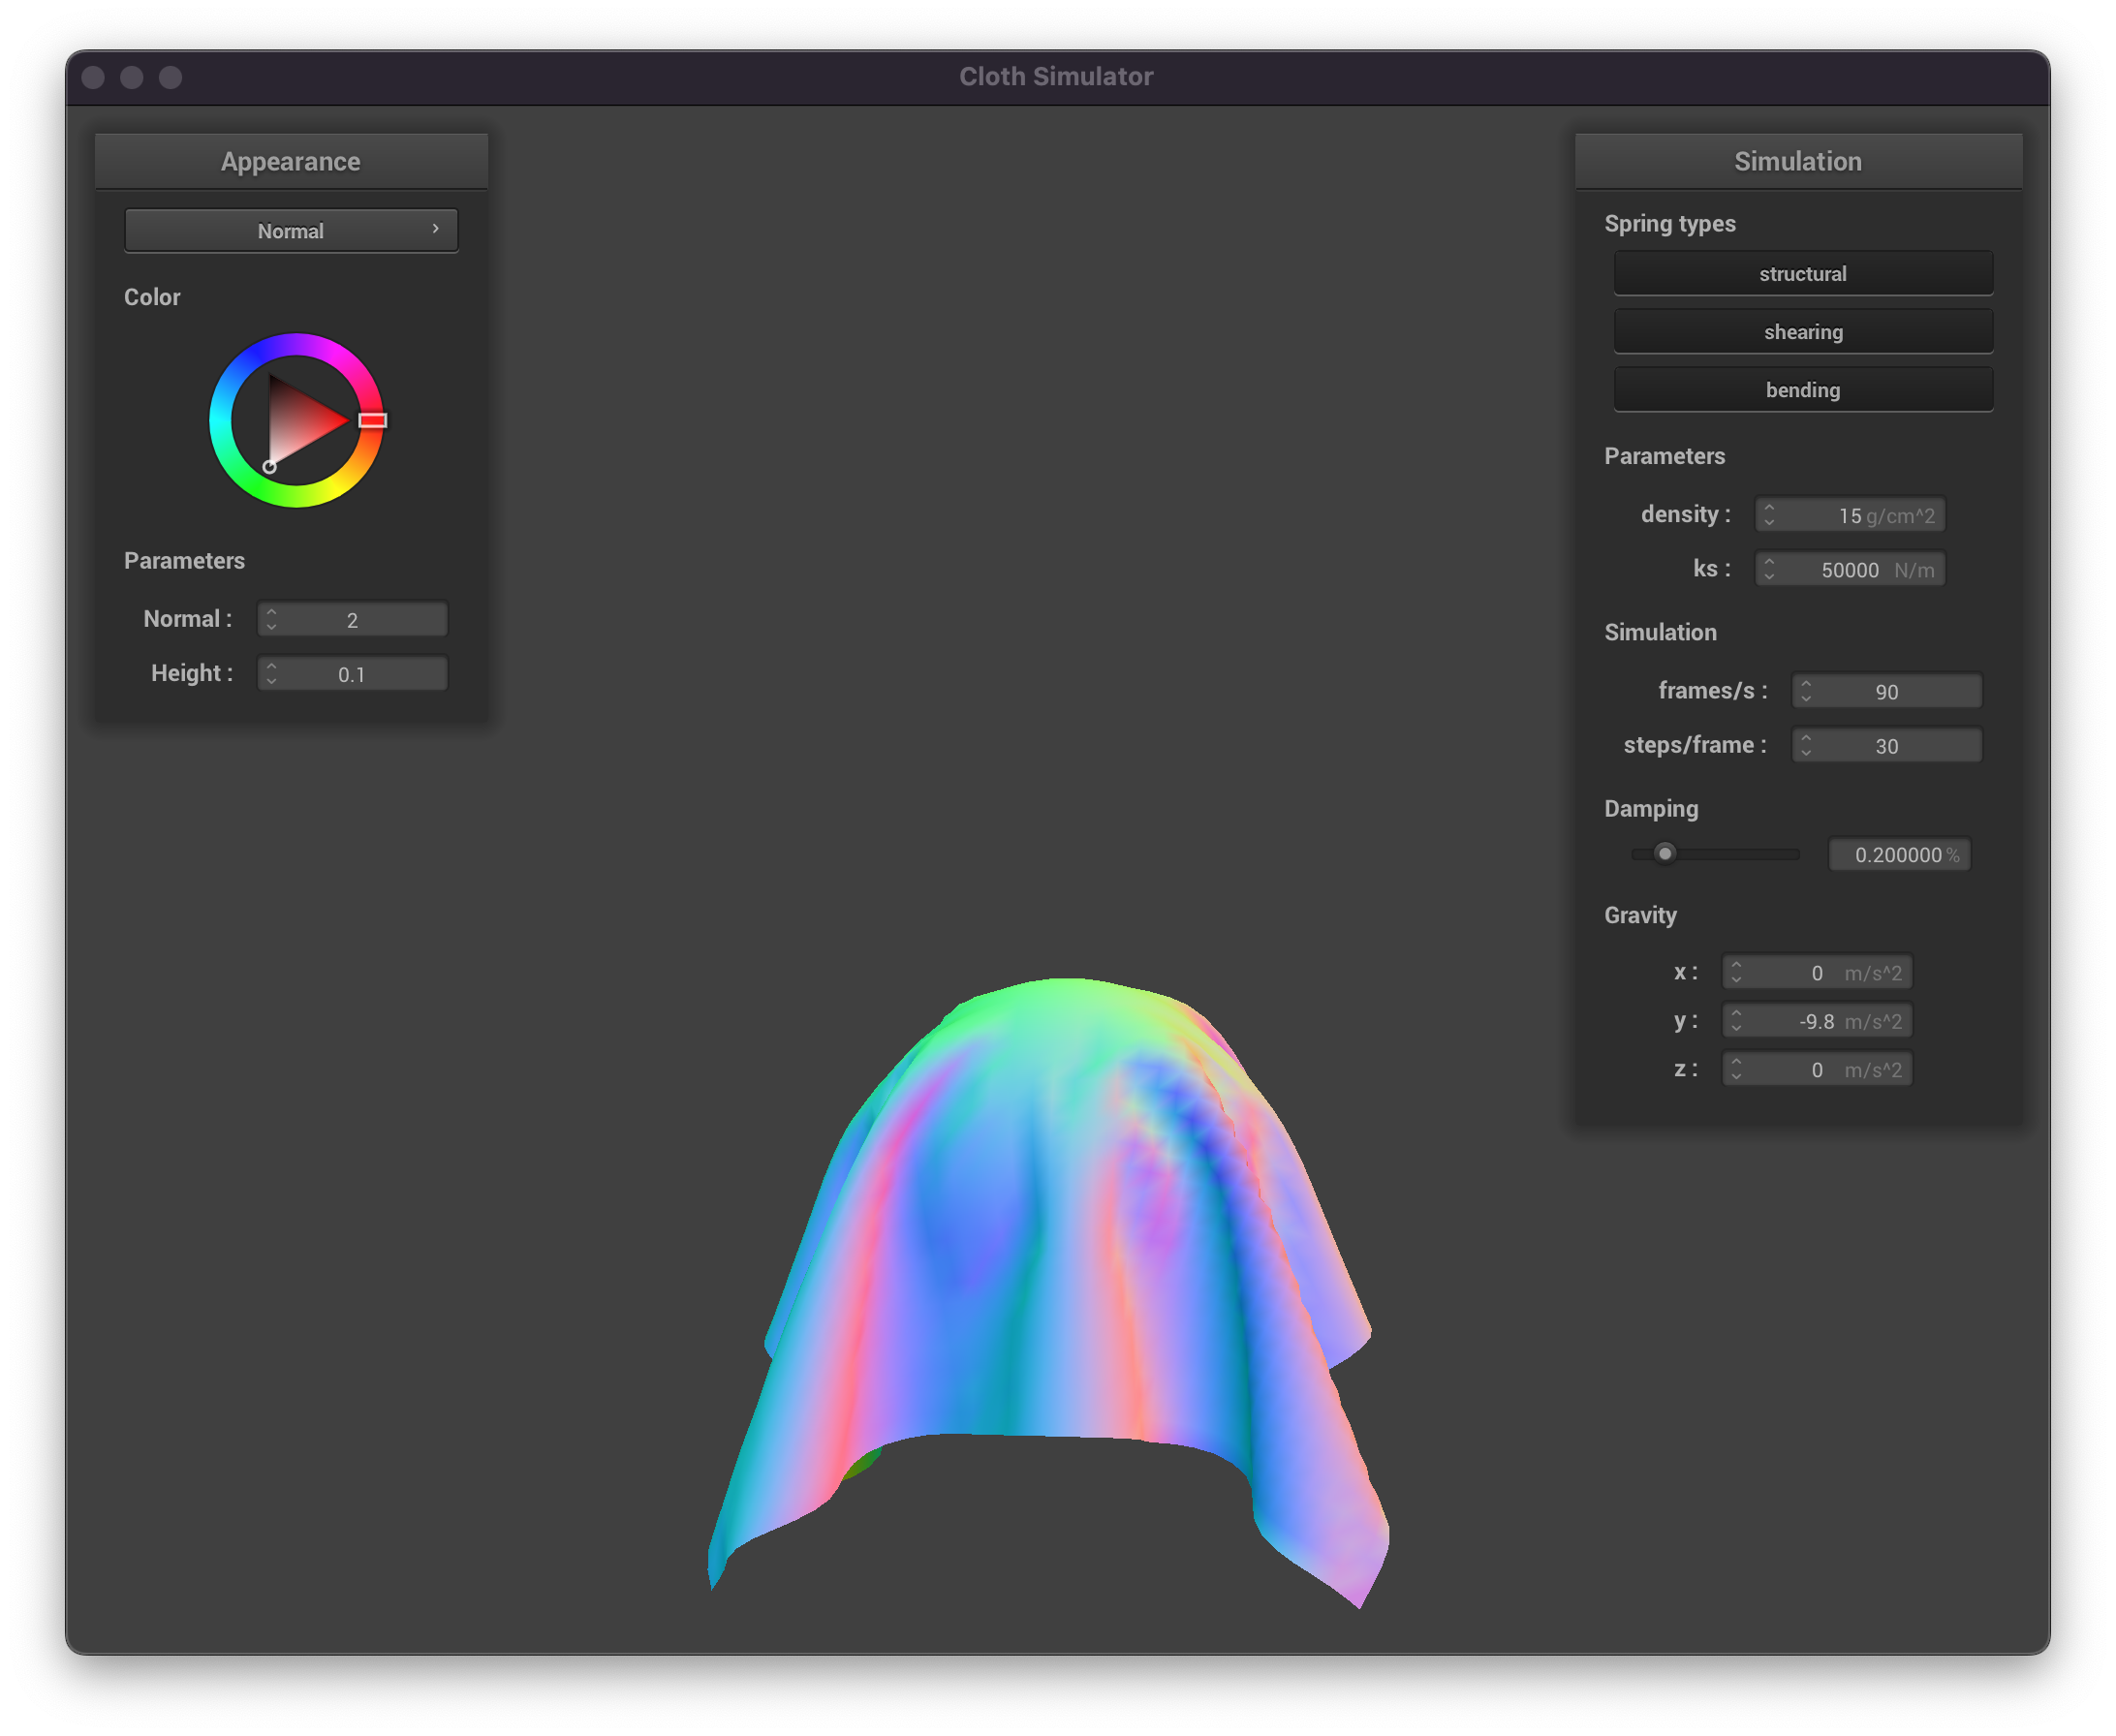 Cloth Simulator
Appearance
Normal
Color
Parameters
Normal : 2
Height : 0.1
Simulation
Spring types
structural
shearing
bending
Parameters
density : 15 g/cm^2
ks : 50000 N/m
Simulation
frames/s : 90
steps/frame : 30
Damping
0.200000 %
Gravity
x : 0 m/s^2
y : -9.8 m/s^2
z : 0 m/s^2